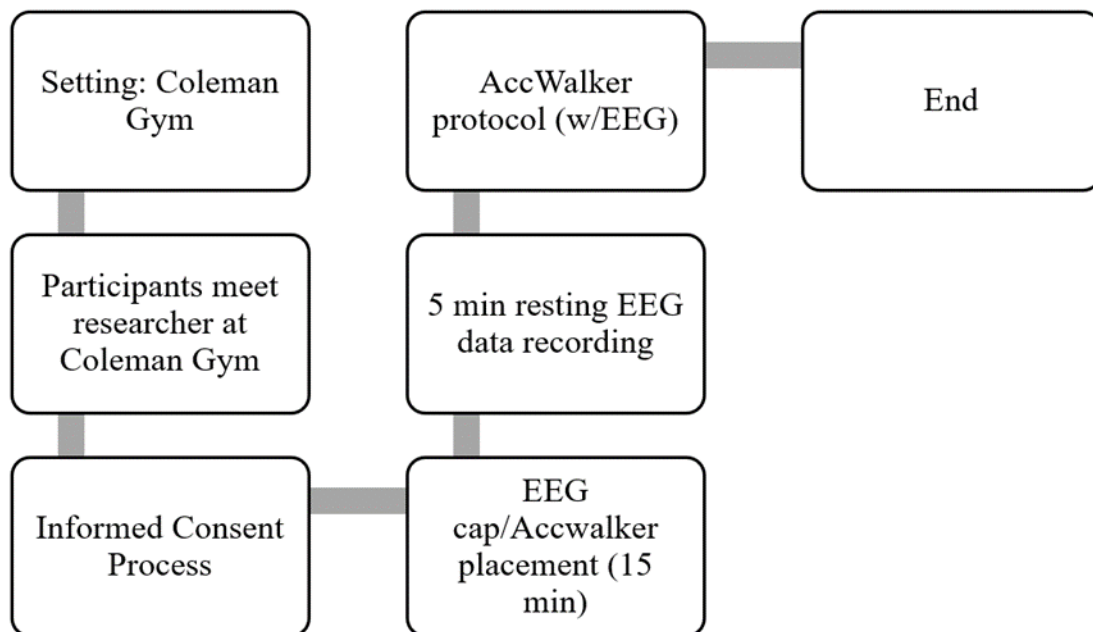 Setting: Coleman
Gym
Participants meet
researcher at
Coleman Gym
Informed Consent
Process
EEG
cap/Accwalker
placement (15
min)
5 min resting EEG
data recording
AccWalker
protocol (w/EEG)
End